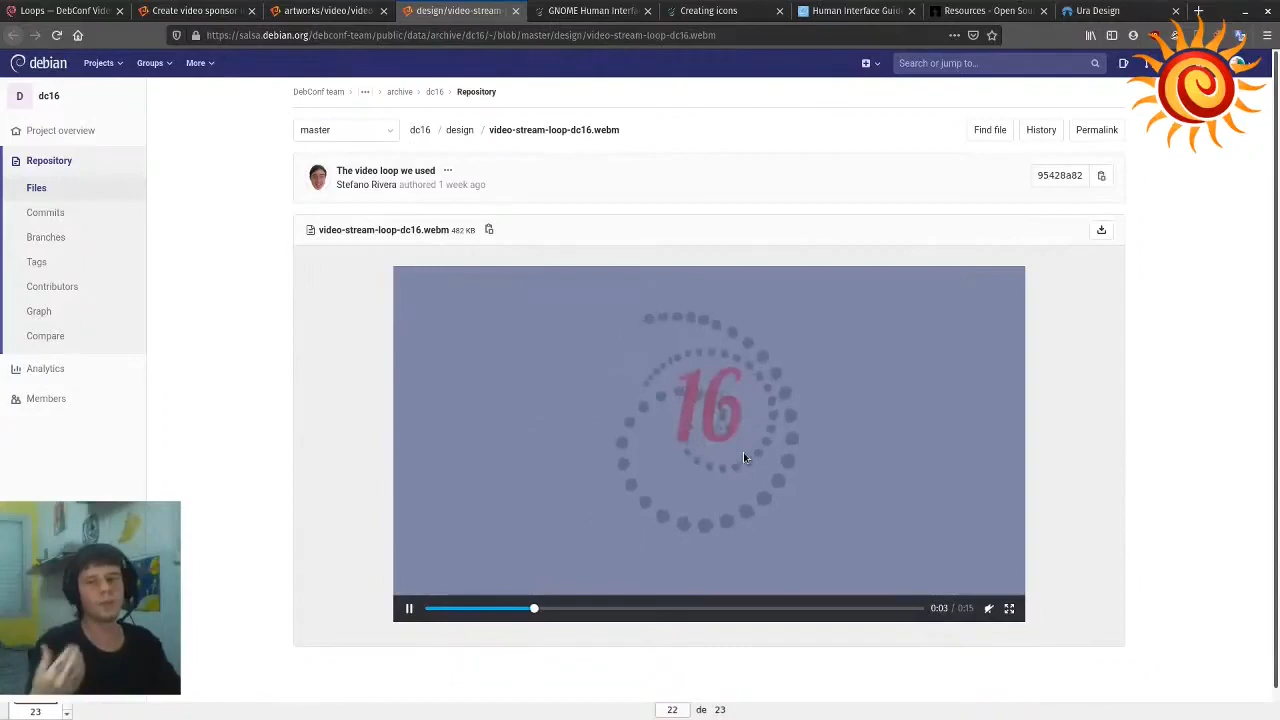 Loops — DebConf Vide
Create video sponsor l
artworks/video/video
design/video-stream
GNOME Human Interfa
Creating icons
Human Interface Guid
Resources - Open Sou
Ura Design
https://salsa.debian.org/debconf-team/public/data/archive/dc16/-/blob/master/design/video-stream-loop-dc16.webm
debian
Projects
Groups
More
Search or jump to...
D
dc16
DebConf team
archive
dc16
Repository
Project overview
master
dc16 / design / video-stream-loop-dc16.webm
Find file
History
Permalink
Repository
The video loop we used
Stefano Rivera authored 1 week ago
95428a82
Files
Commits
video-stream-loop-dc16.webm 482 KB
Branches
Tags
Contributors
Graph
Compare
Analytics
Members
16
0:03 / 0:15
23
22 de 23